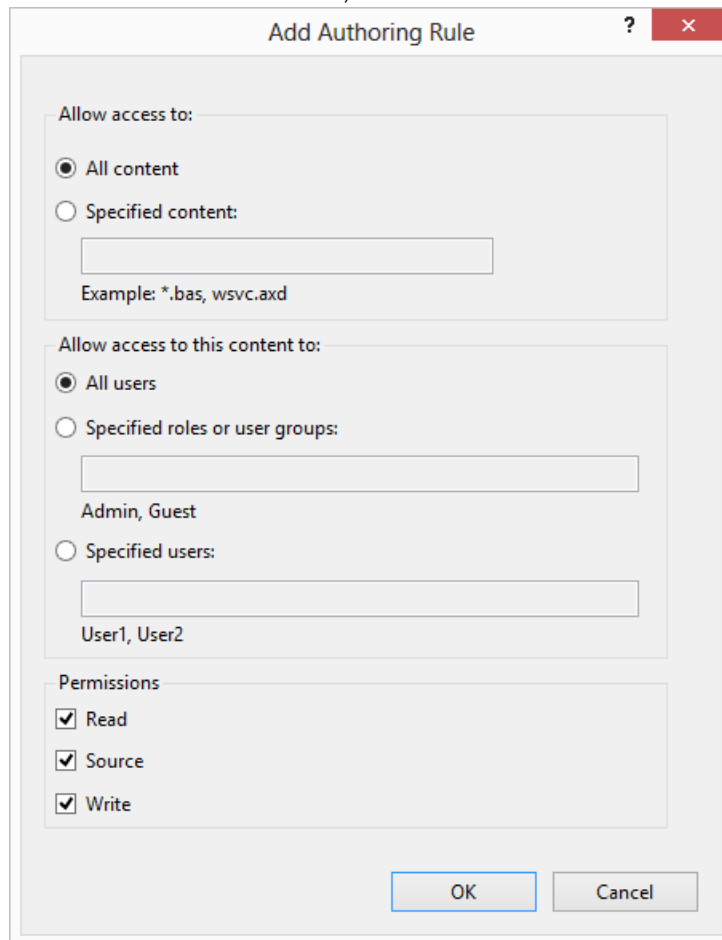 Add Authoring Rule
?
Allow access to:
All content
Specified content:
Example: *.bas, wsvc.axd
Allow access to this content to:
All users
Specified roles or user groups:
Admin, Guest
Specified users:
User1, User2
Permissions
Read
Source
Write
OK
Cancel